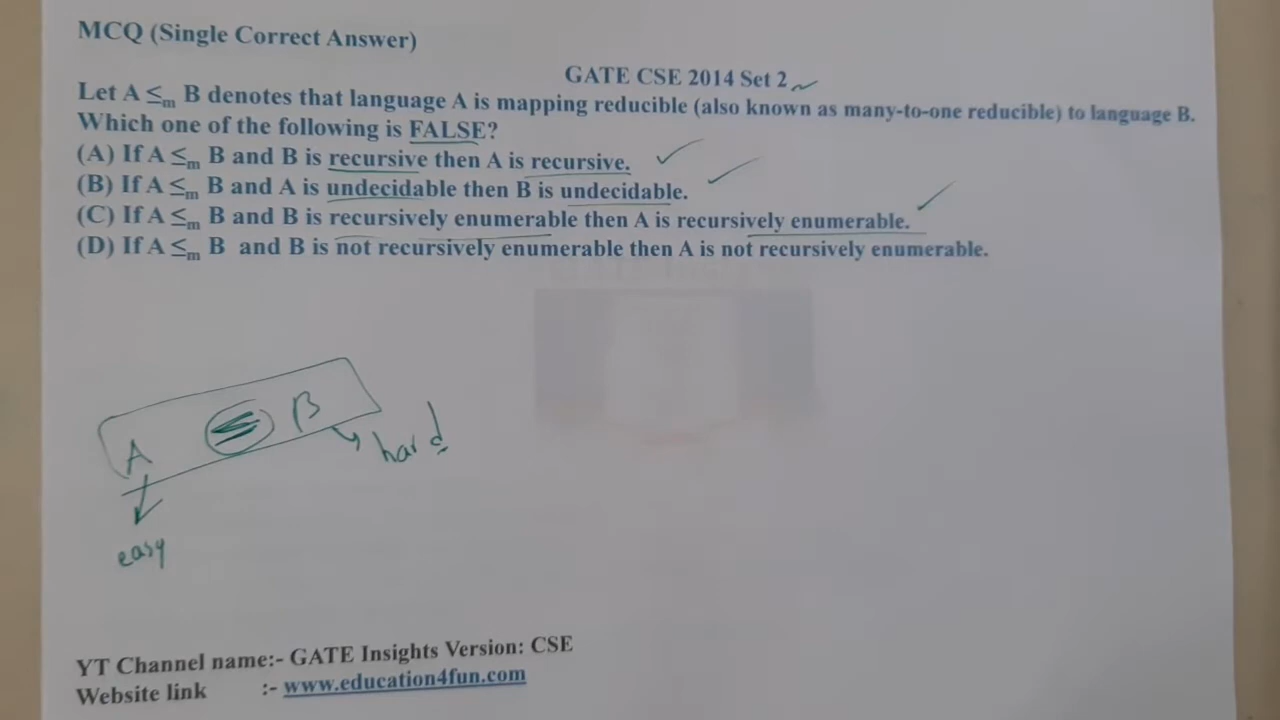 MCQ (Single Correct Answer)
GATE CSE 2014 Set 2
Let A ≤m B denotes that language A is mapping reducible (also known as many-to-one reducible) to language B.
Which one of the following is FALSE?
(A) If A ≤m B and B is recursive then A is recursive.
(B) If A ≤m B and A is undecidable then B is undecidable.
(C) If A ≤m B and B is recursively enumerable then A is recursively enumerable.
(D) If A ≤m B and B is not recursively enumerable then A is not recursively enumerable.
A ≤ B
hard
easy
YT Channel name:- GATE Insights Version: CSE
Website link :- www.education4fun.com